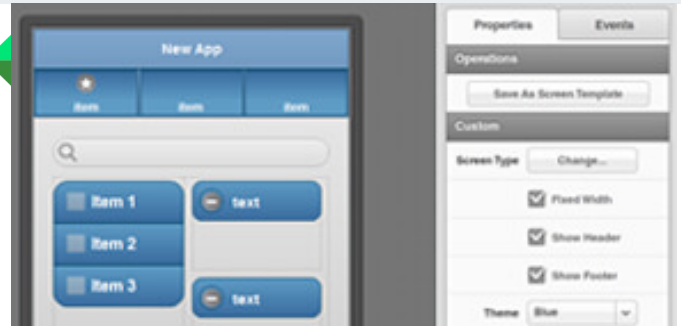 New App
item item item
Item 1
Item 2
Item 3
text
text
Properties Events
Operations
Save As Screen Template
Custom
Screen Type Change...
Fixed Width
Show Header
Show Footer
Theme Blue